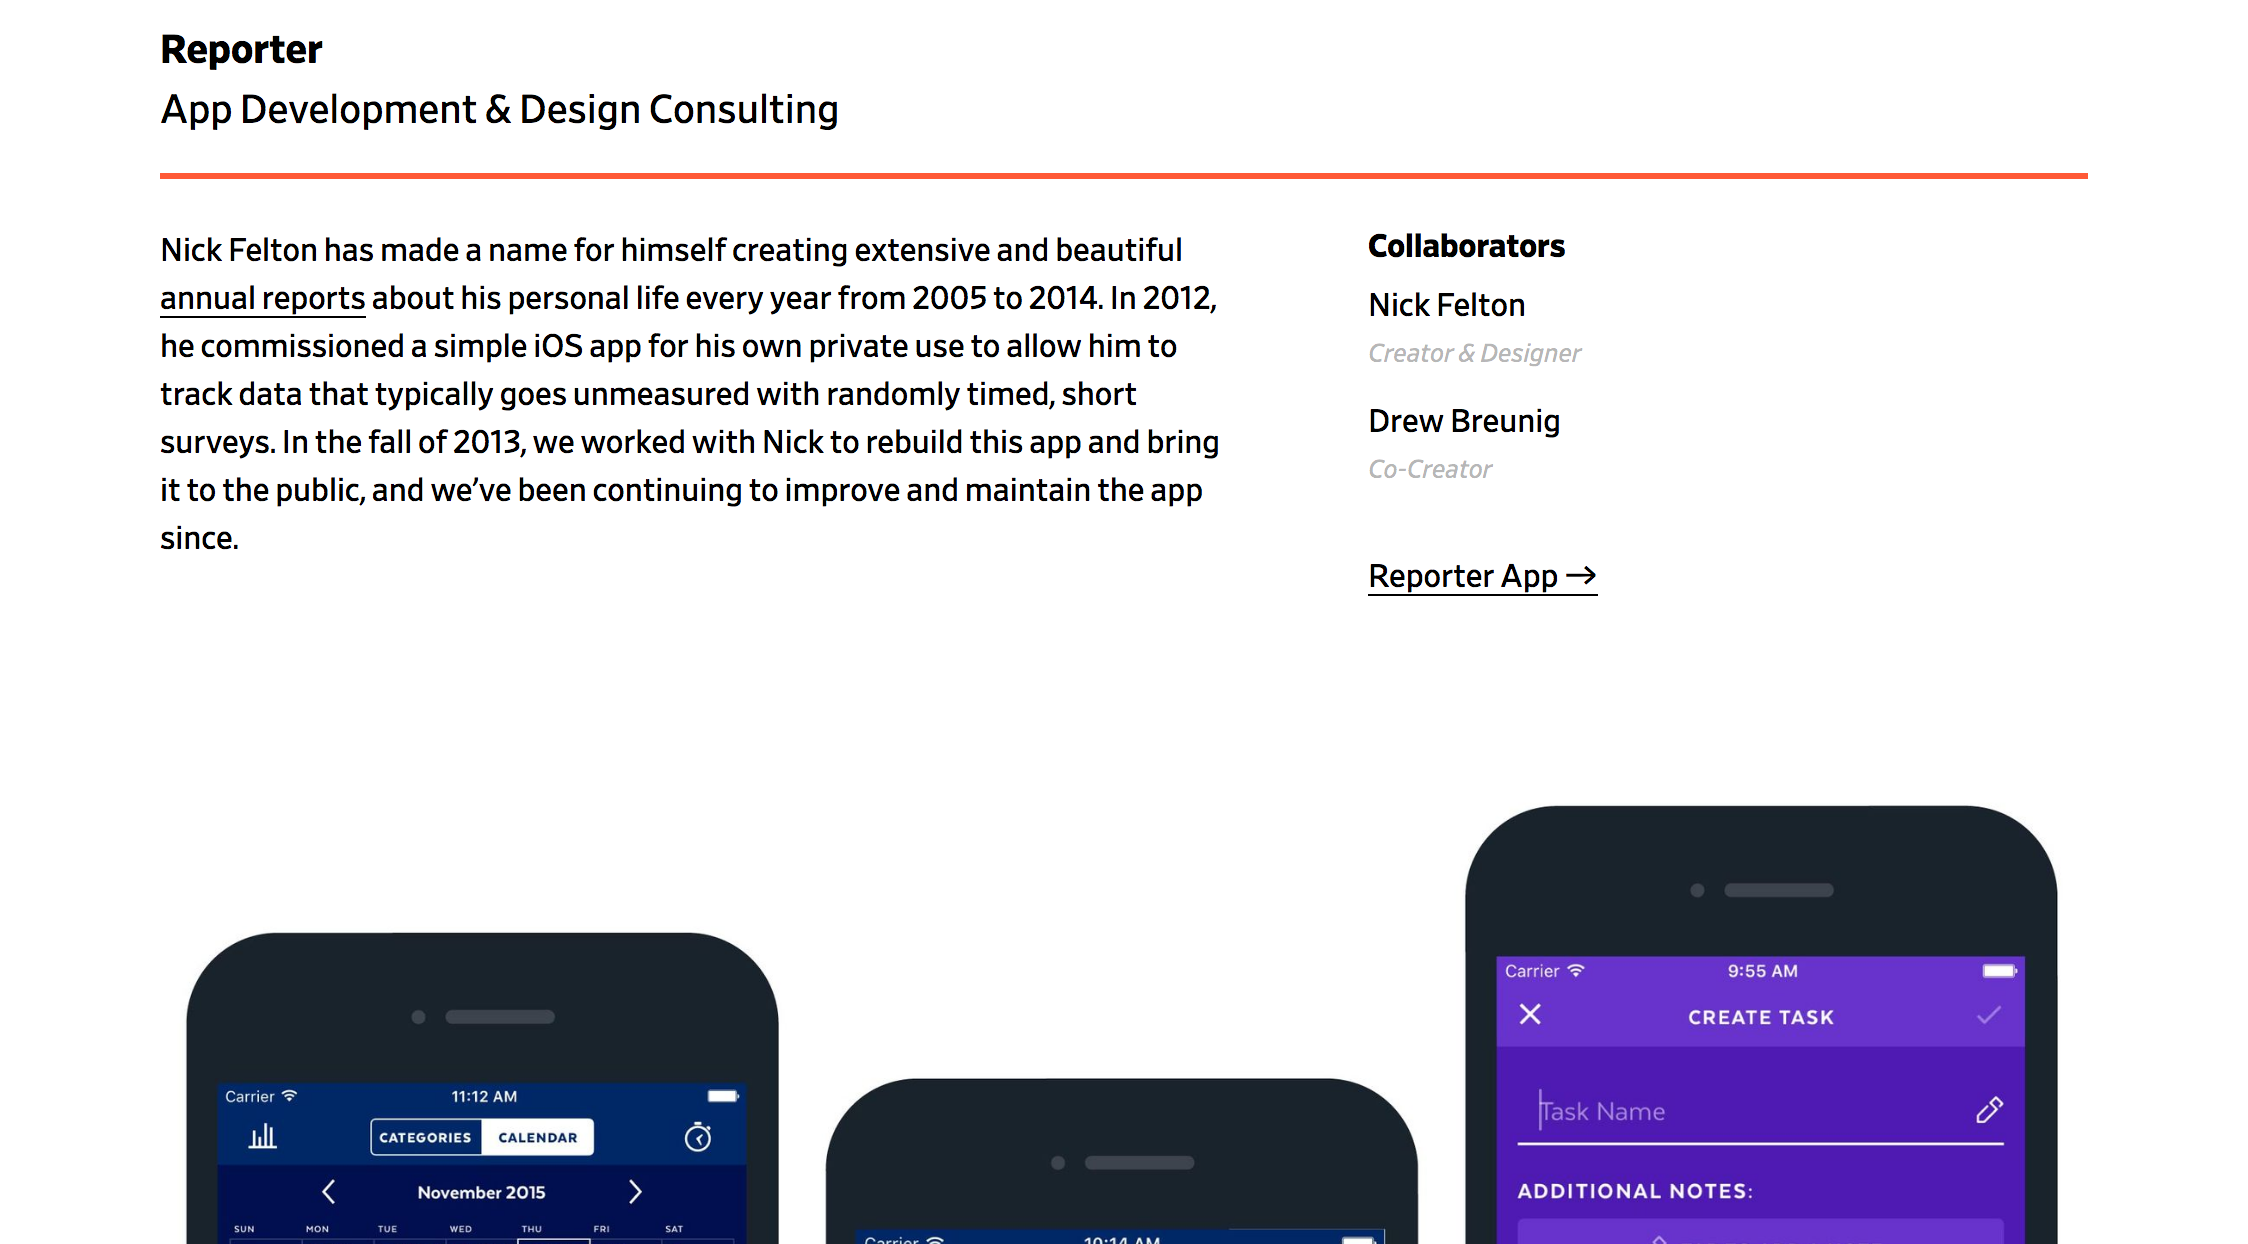 Reporter
App Development & Design Consulting
Nick Felton has made a name for himself creating extensive and beautiful
annual reports about his personal life every year from 2005 to 2014. In 2012,
he commissioned a simple iOS app for his own private use to allow him to
track data that typically goes unmeasured with randomly timed, short
surveys. In the fall of 2013, we worked with Nick to rebuild this app and bring
it to the public, and we’ve been continuing to improve and maintain the app
since.
Collaborators
Nick Felton
Creator & Designer
Drew Breunig
Co-Creator
Reporter App →
Carrier 11:12 AM
CATEGORIES CALENDAR
November 2015
SUN MON TUE WED THU FRI SAT
Carrier 10:14 AM
Carrier 9:55 AM
CREATE TASK
Task Name
ADDITIONAL NOTES: